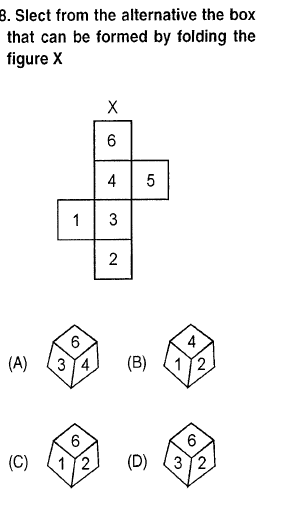 8. Slect from the alternative the box
that can be formed by folding the
figure X
X
6
4 5
1 3
2
(A) 6 3 4 (B) 4 1 2
(C) 6 1 2 (D) 6 3 2